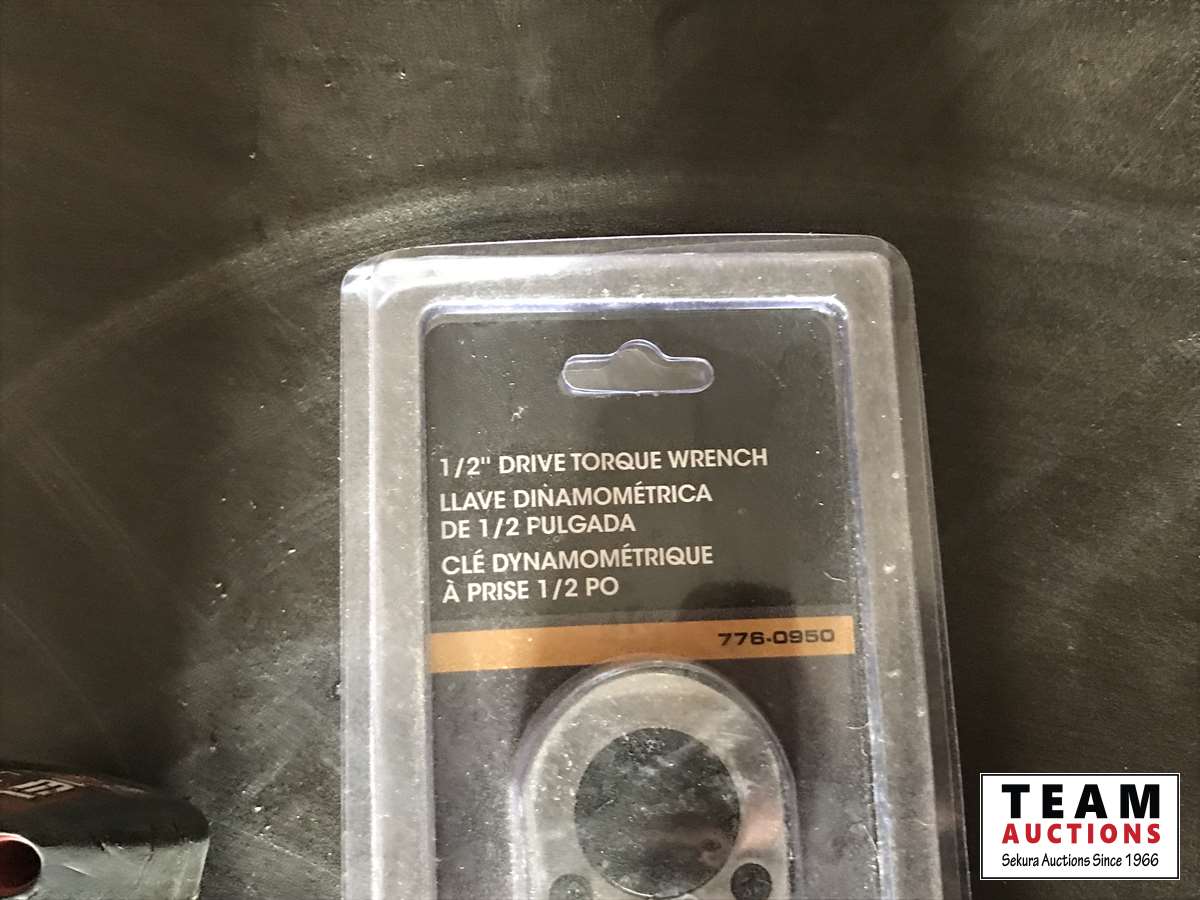 1/2" DRIVE TORQUE WRENCH
LLAVE DINAMOMÉTRICA
DE 1/2 PULGADA
CLÉ DYNAMOMÉTRIQUE
À PRISE 1/2 PO
776-0950
TEAM
AUCTIONS
Sekura Auctions Since 1966